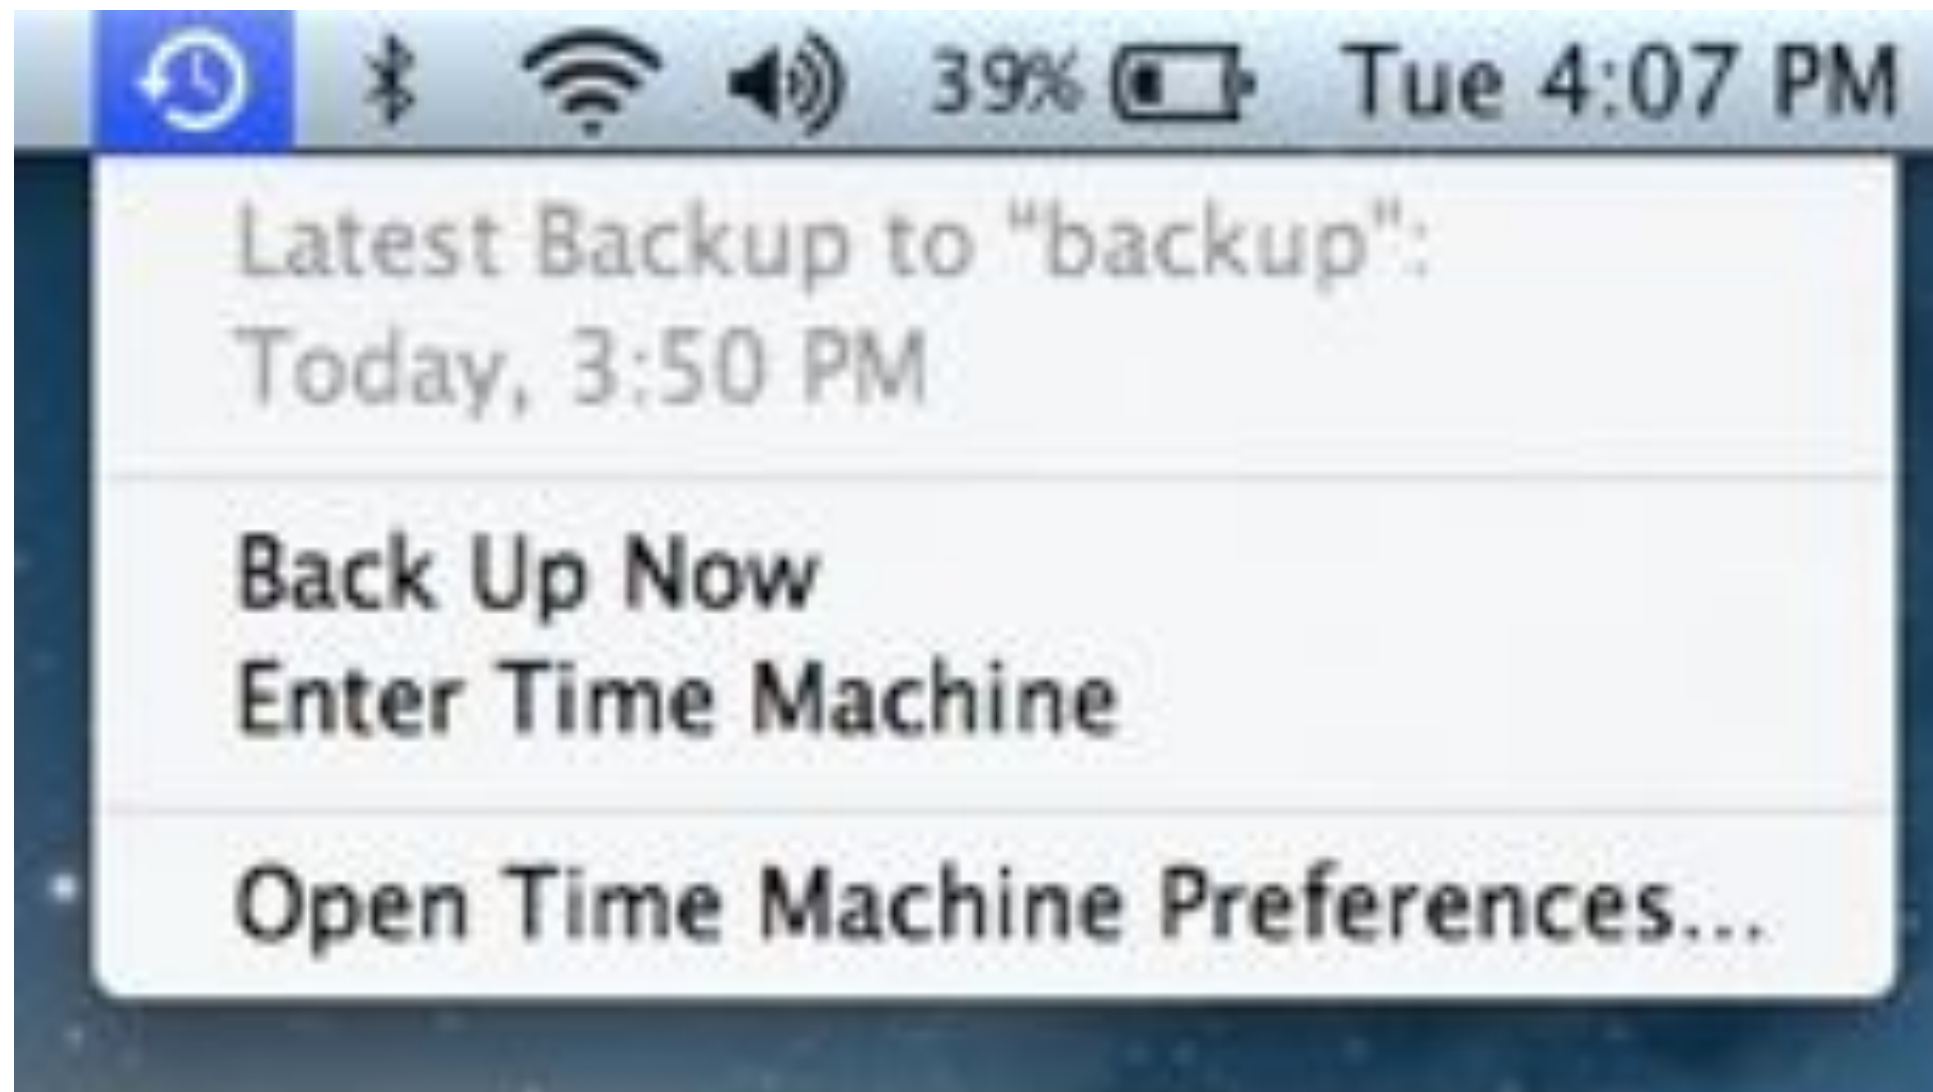 39% Tue 4:07 PM
Latest Backup to "backup":
Today, 3:50 PM
Back Up Now
Enter Time Machine
Open Time Machine Preferences...